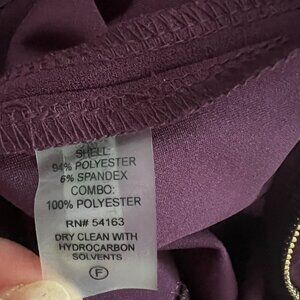 SHELL:
94% POLYESTER
6% SPANDEX
COMBO:
100% POLYESTER
RN# 54163
DRY CLEAN WITH
HYDROCARBON
SOLVENTS
F